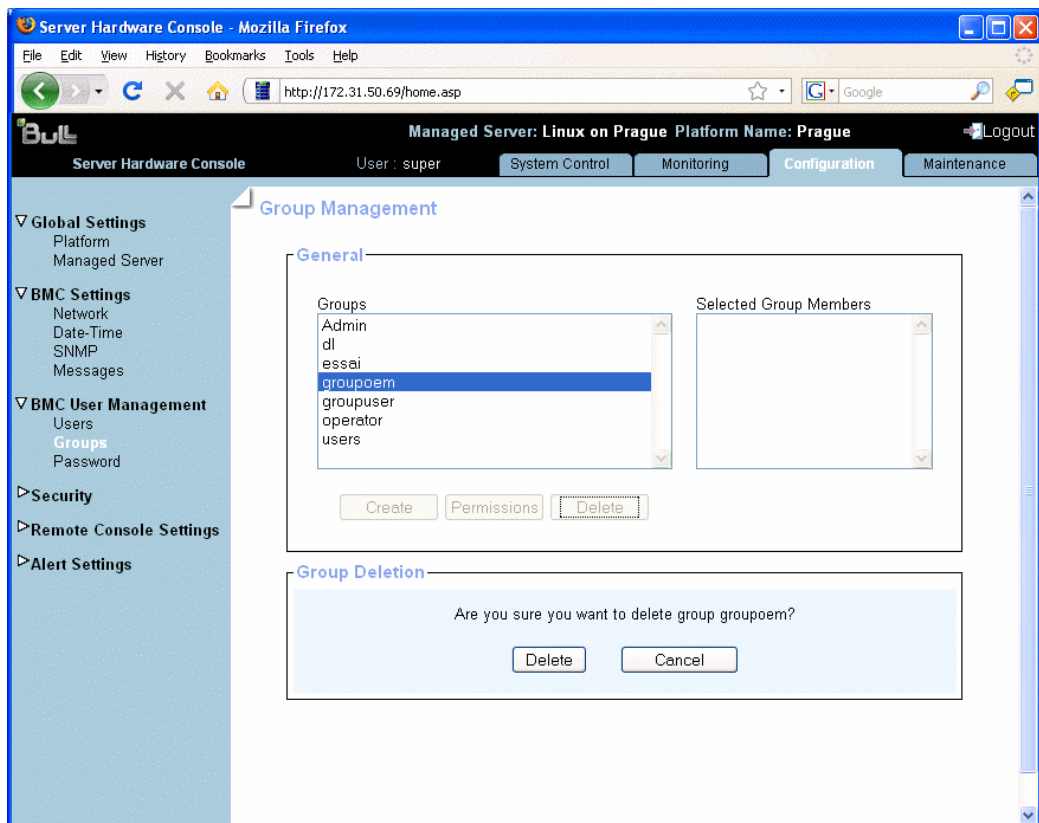 Server Hardware Console - Mozilla Firefox
File Edit View History Bookmarks Tools Help
http://172.31.50.69/home.asp
G Google
Bull
Managed Server: Linux on Prague Platform Name: Prague
Logout
Server Hardware Console
User : super
System Control
Monitoring
Configuration
Maintenance
Global Settings
Platform
Managed Server
BMC Settings
Network
Date-Time
SNMP
Messages
BMC User Management
Users
Groups
Password
Security
Remote Console Settings
Alert Settings
Group Management
General
Groups
Admin
dl
essai
groupoem
groupuser
operator
users
Selected Group Members
Create
Permissions
Delete
Group Deletion
Are you sure you want to delete group groupoem?
Delete
Cancel